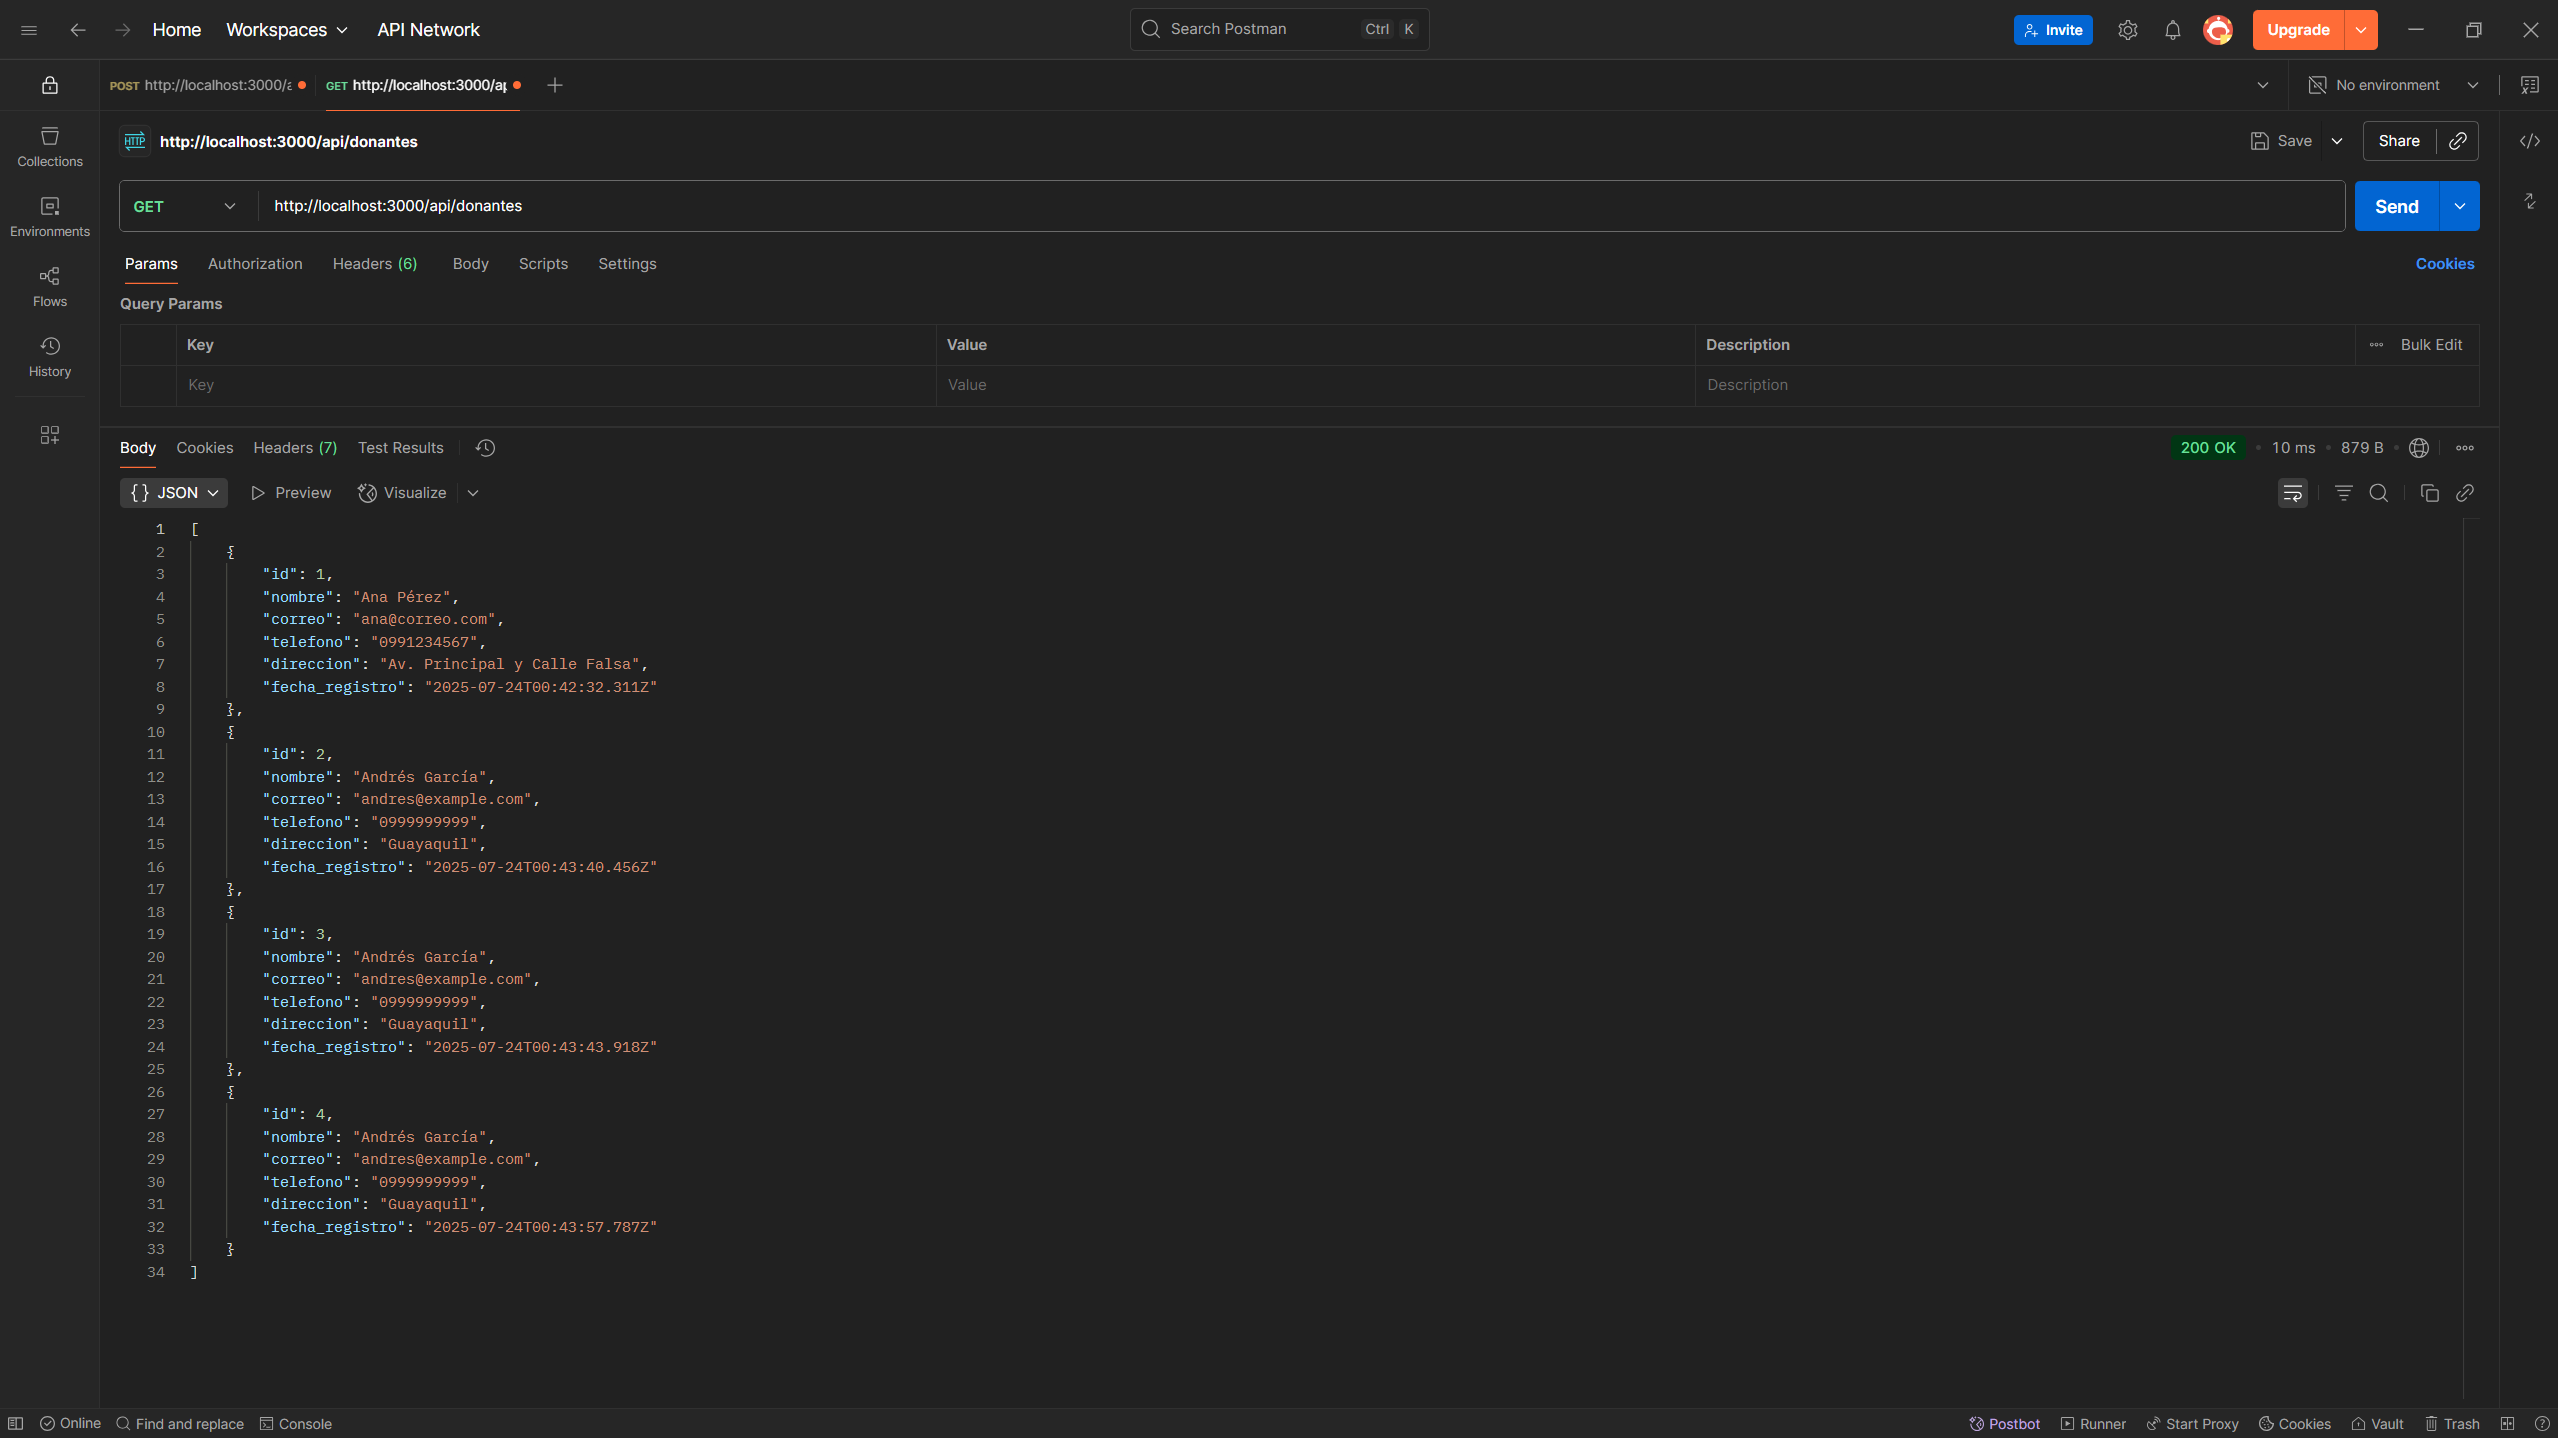 Home Workspaces API Network Search Postman Ctrl K Invite Upgrade
POST http://localhost:3000/a GET http://localhost:3000/ap No environment
Collections
Environments
Flows
History
HTTP http://localhost:3000/api/donantes Save Share
GET http://localhost:3000/api/donantes Send
Params Authorization Headers (6) Body Scripts Settings Cookies
Query Params
Key Value Description Bulk Edit
Key Value Description
Body Cookies Headers (7) Test Results 200 OK 10 ms 879 B
{} JSON Preview Visualize
1 [
2 {
3 "id": 1,
4 "nombre": "Ana Pérez",
5 "correo": "ana@correo.com",
6 "telefono": "0991234567",
7 "direccion": "Av. Principal y Calle Falsa",
8 "fecha_registro": "2025-07-24T00:42:32.311Z"
9 },
10 {
11 "id": 2,
12 "nombre": "Andrés García",
13 "correo": "andres@example.com",
14 "telefono": "0999999999",
15 "direccion": "Guayaquil",
16 "fecha_registro": "2025-07-24T00:43:40.456Z"
17 },
18 {
19 "id": 3,
20 "nombre": "Andrés García",
21 "correo": "andres@example.com",
22 "telefono": "0999999999",
23 "direccion": "Guayaquil",
24 "fecha_registro": "2025-07-24T00:43:43.918Z"
25 },
26 {
27 "id": 4,
28 "nombre": "Andrés García",
29 "correo": "andres@example.com",
30 "telefono": "0999999999",
31 "direccion": "Guayaquil",
32 "fecha_registro": "2025-07-24T00:43:57.787Z"
33 }
34 ]
Online Find and replace Console Postbot Runner Start Proxy Cookies Vault Trash